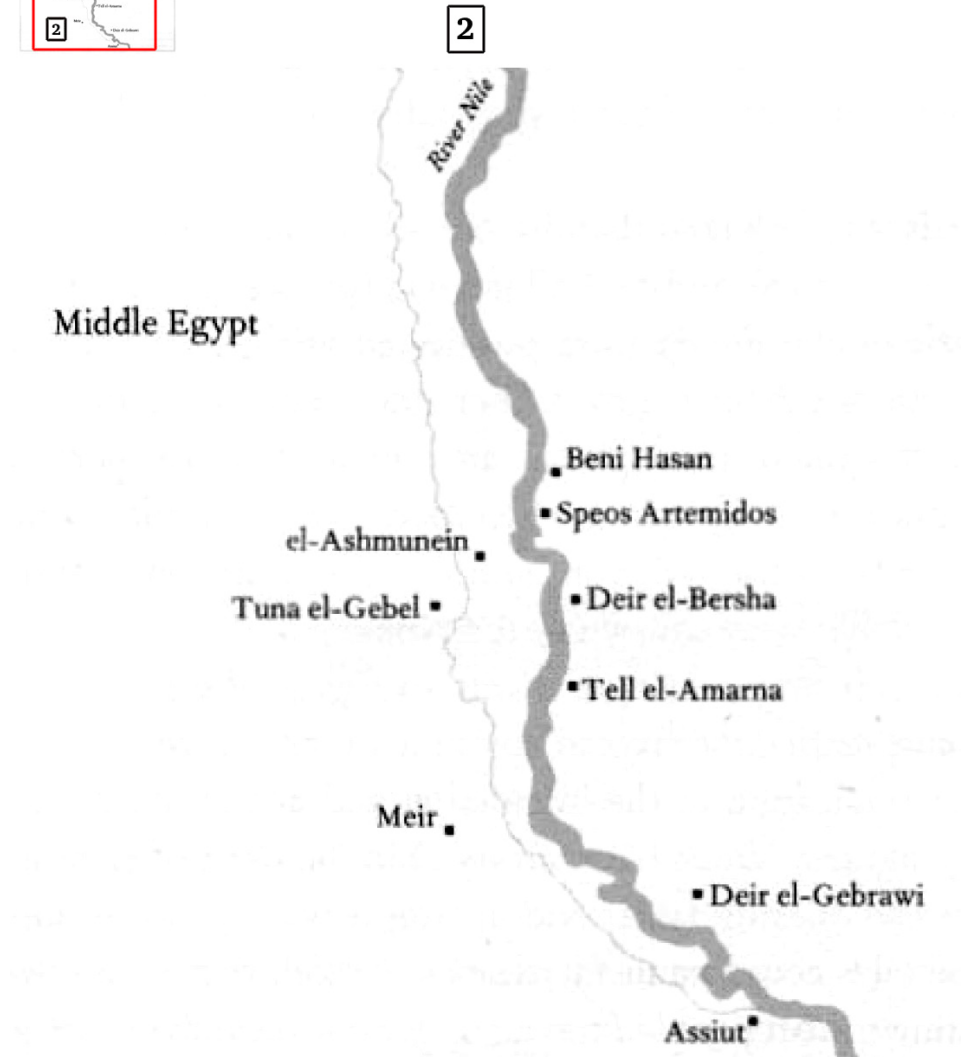 2
2
River Nile
Middle Egypt
Beni Hasan
Speos Artemidos
el-Ashmunein
Tuna el-Gebel
Deir el-Bersha
Tell el-Amarna
Meir
Deir el-Gebrawi
Assiut